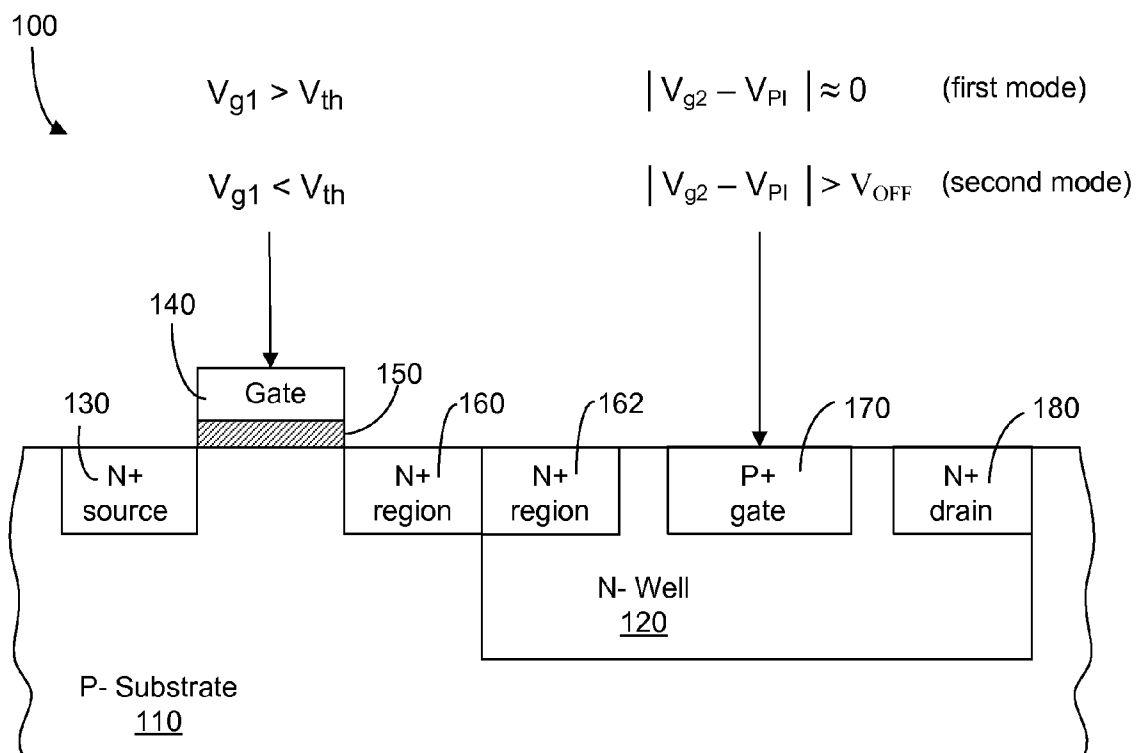 100
V_g1 > V_th
| V_g2 – V_PI | ≈ 0 (first mode)
V_g1 < V_th
| V_g2 – V_PI | > V_OFF (second mode)
140
Gate
150
130
160
162
170
180
N+
source
N+
region
N+
region
P+
gate
N+
drain
N- Well
120
P- Substrate
110